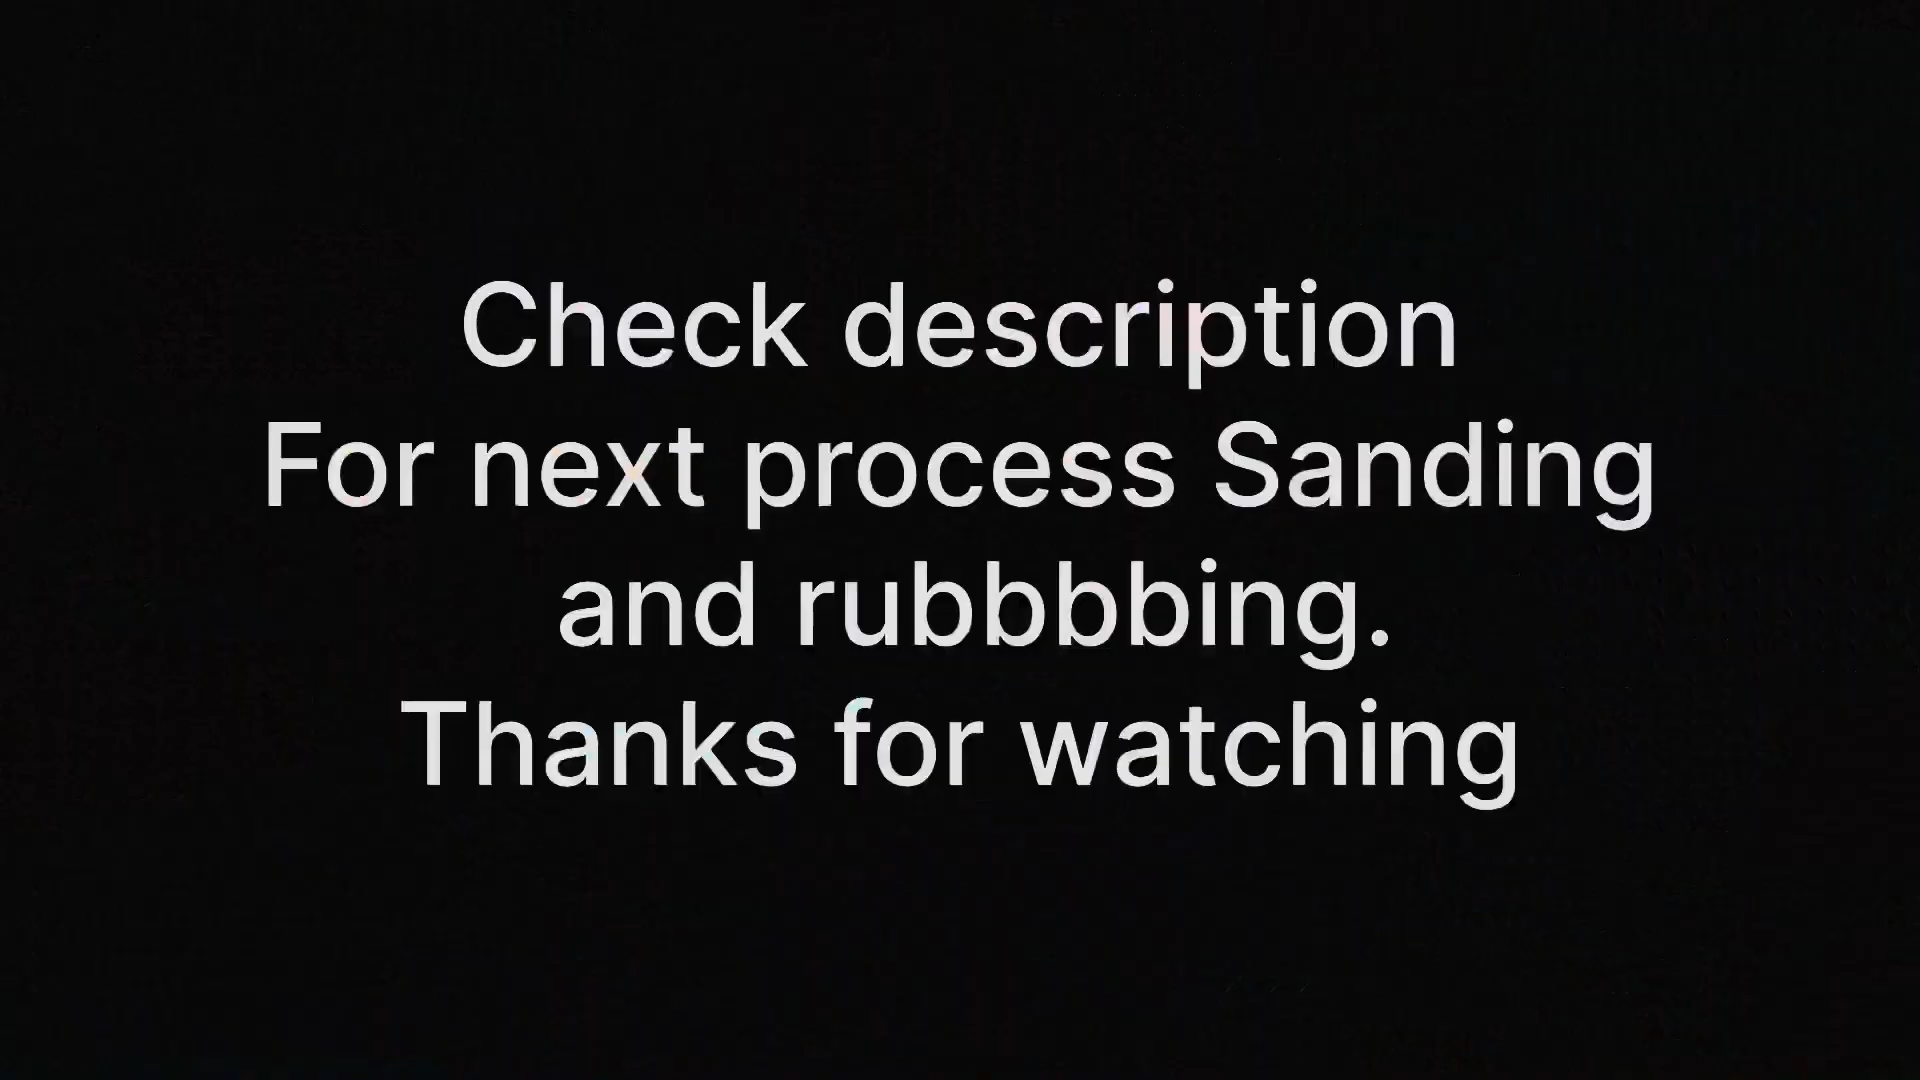 Check description
For next process Sanding
and rubbbbing.
Thanks for watching